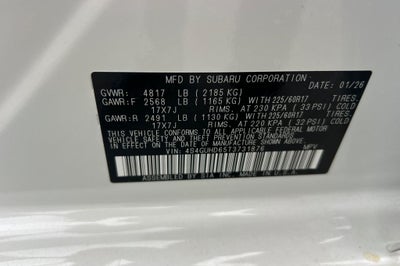 MFD BY SUBARU CORPORATION
DATE: 01/26
GVWR: 4817 LB (2185 KG) TIRES,
GAWR:F 2568 LB (1165 KG) WITH 225/60R17
17X7J RIMS, AT 230 KPA (33 PSI) COLD
GAWR:R 2491 LB (1130 KG) WITH 225/60R17 TIRES,
17X7J RIMS, AT 220 KPA (32 PSI) COLD
THIS VEHICLE CONFORMS TO ALL APPLICABLE FEDERAL MOTOR
VEHICLE SAFETY AND THEFT PREVENTION STANDARDS
IN EFFECT ON THE DATE OF MANUFACTURE SHOWN ABOVE.
VEHICLE IDENTIFICATION NO.: 4S4GUHD65T3731876 MPV
ASSEMBLED BY SIA INC. MADE IN U.S.A.